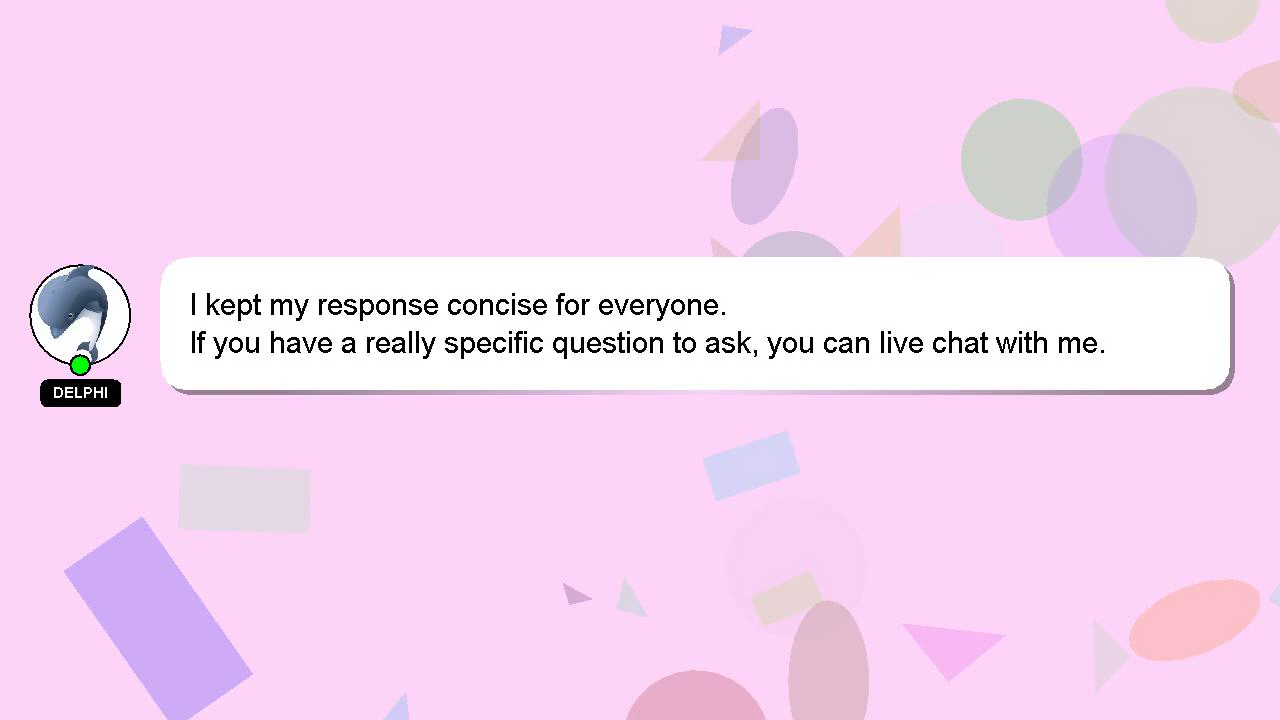 I kept my response concise for everyone.
If you have a really specific question to ask, you can live chat with me.
DELPHI